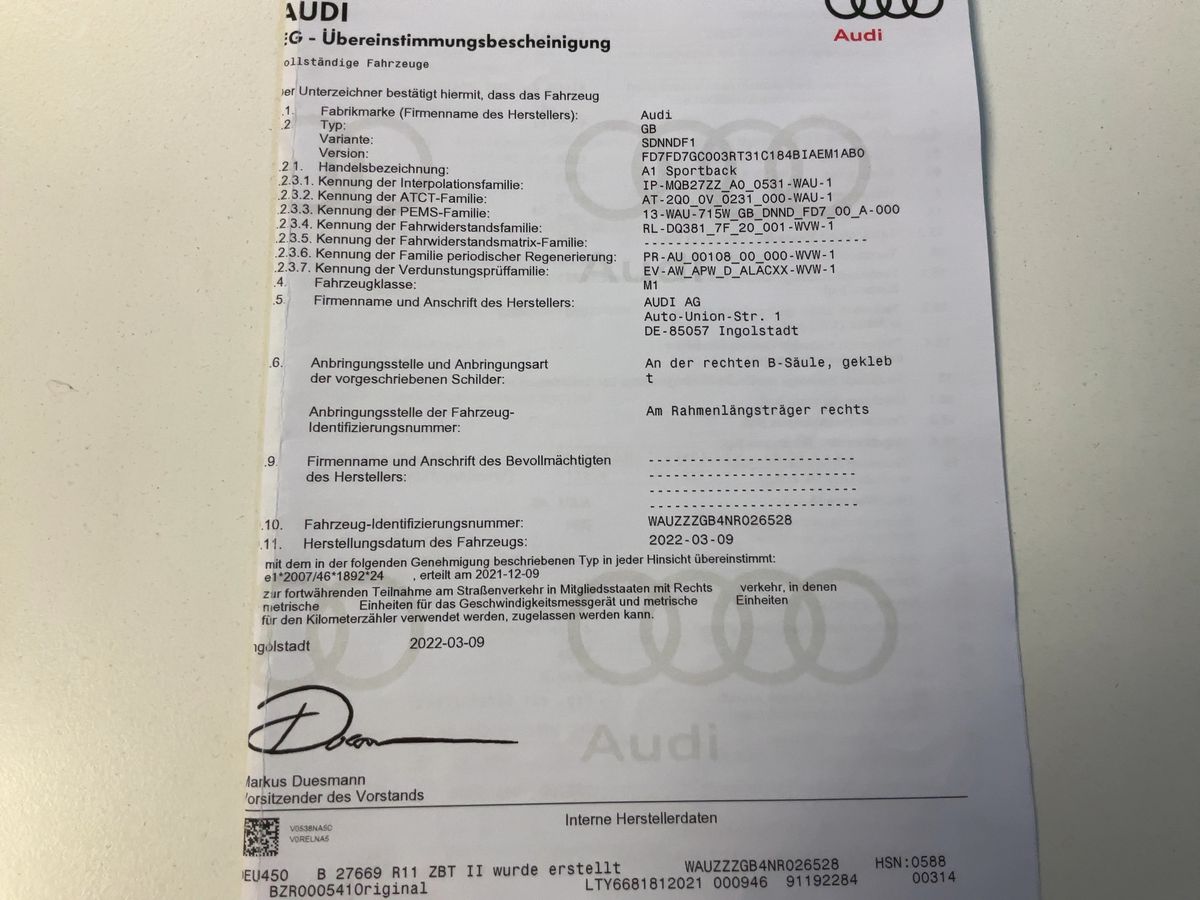 AUDI
Audi
EG - Übereinstimmungsbescheinigung
ollständige Fahrzeuge
er Unterzeichner bestätigt hiermit, dass das Fahrzeug
.1. Fabrikmarke (Firmenname des Herstellers): Audi
.2 Typ: GB
Variante: SDNNDF1
Version: FD7FD7GC003RT31C184BIAEM1AB0
.2 1. Handelsbezeichnung: A1 Sportback
.2.3.1. Kennung der Interpolationsfamilie: IP-MQB27ZZ_A0_0531-WAU-1
.2.3.2. Kennung der ATCT-Familie: AT-2Q0_0V_0231_000-WAU-1
.2.3.3. Kennung der PEMS-Familie: 13-WAU-715W_GB_DNND_FD7_00_A-000
.2.3.4. Kennung der Fahrwiderstandsfamilie: RL-DQ381_7F_20_001-WVW-1
.2.3.5. Kennung der Fahrwiderstandsmatrix-Familie: ----------------------------
.2.3.6. Kennung der Familie periodischer Regenerierung: PR-AU_00108_00_000-WVW-1
.2.3.7. Kennung der Verdunstungsprüffamilie: EV-AW_APW_D_ALACXX-WVW-1
.4. Fahrzeugklasse: M1
.5. Firmenname und Anschrift des Herstellers: AUDI AG
Auto-Union-Str. 1
DE-85057 Ingolstadt
.6. Anbringungsstelle und Anbringungsart An der rechten B-Säule, gekleb
der vorgeschriebenen Schilder: t
Anbringungsstelle der Fahrzeug- Am Rahmenlängsträger rechts
Identifizierungsnummer:
.9. Firmenname und Anschrift des Bevollmächtigten --------------------------
des Herstellers: --------------------------
--------------------------
--------------------------
.10. Fahrzeug-Identifizierungsnummer: WAUZZZGB4NR026528
.11. Herstellungsdatum des Fahrzeugs: 2022-03-09
mit dem in der folgenden Genehmigung beschriebenen Typ in jeder Hinsicht übereinstimmt:
e1*2007/46*1892*24 , erteilt am 2021-12-09
zur fortwährenden Teilnahme am Straßenverkehr in Mitgliedsstaaten mit Rechts verkehr, in denen
metrische Einheiten für das Geschwindigkeitsmessgerät und metrische Einheiten
für den Kilometerzähler verwendet werden, zugelassen werden kann.
ngolstadt 2022-03-09
Audi
Markus Duesmann
Vorsitzender des Vorstands
Interne Herstellerdaten
V0538NA5C
V0RELNA5
DEU450 B 27669 R11 ZBT II wurde erstellt WAUZZZGB4NR026528 HSN:0588
BZR000541Original LTY6681812021 000946 91192284 00314